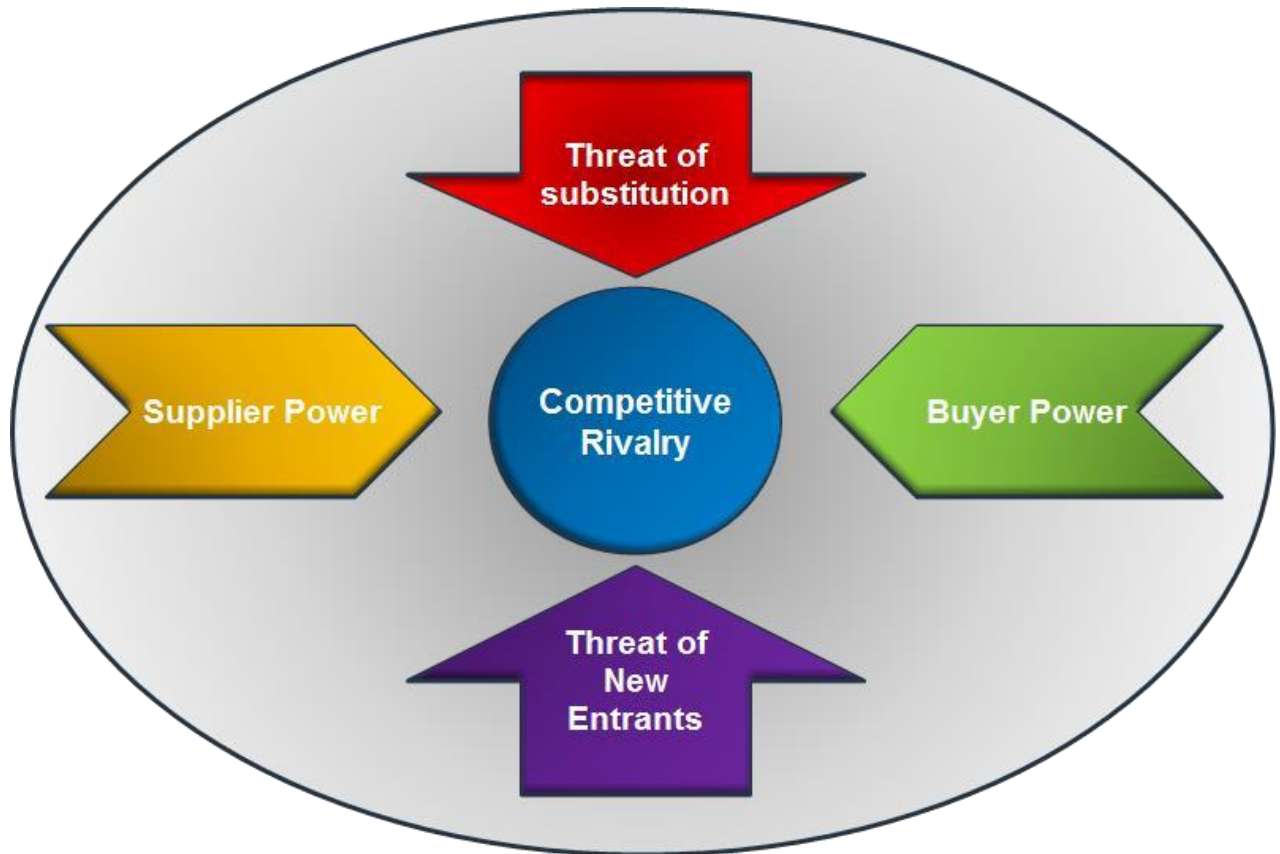 Threat of
substitution
Supplier Power
Competitive
Rivalry
Buyer Power
Threat of
New
Entrants